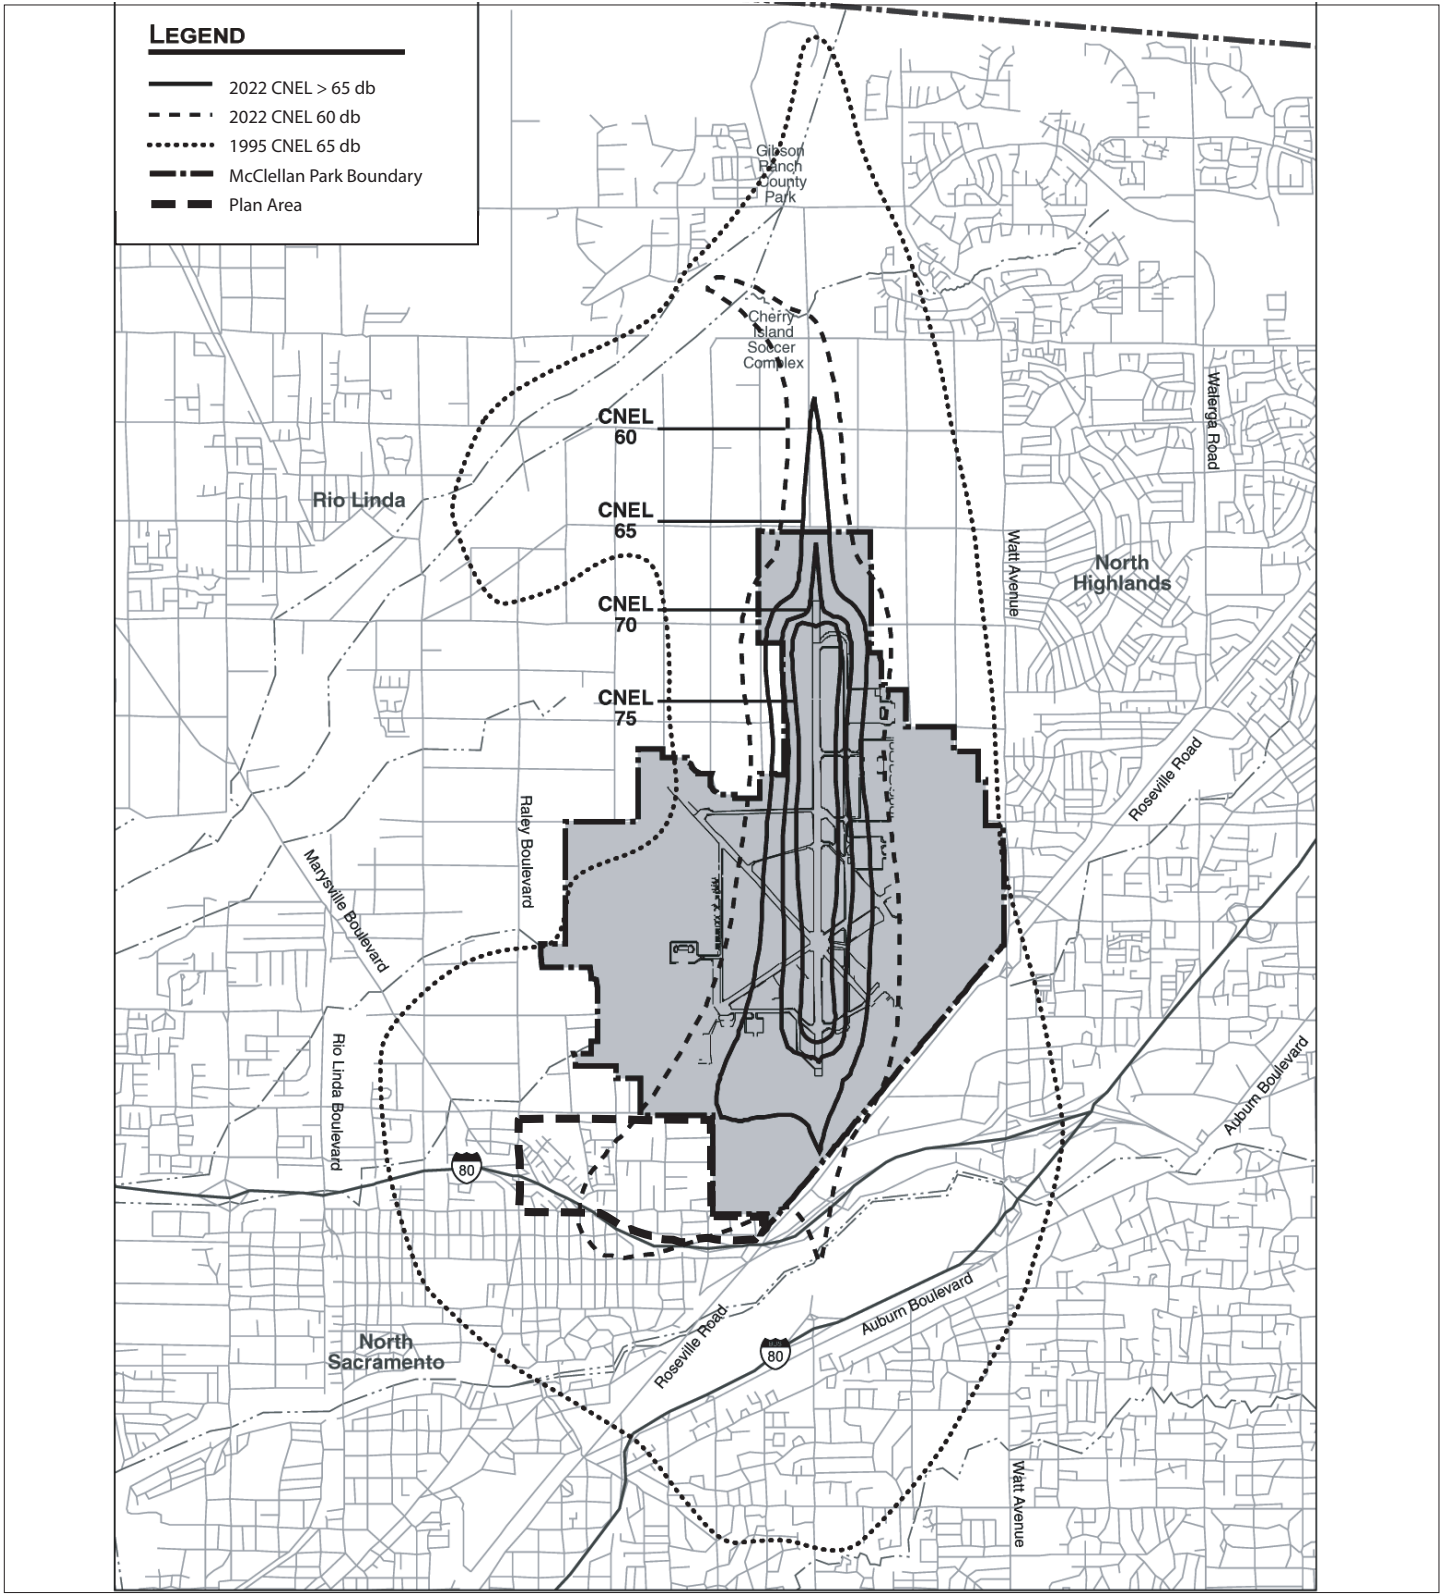 LEGEND
2022 CNEL > 65 db
2022 CNEL 60 db
1995 CNEL 65 db
McClellan Park Boundary
Plan Area
Gibson
Ranch
County
Park
Cherry
Island
Soccer
Complex
CNEL
60
Walerga Road
Rio Linda
CNEL
65
Watt Avenue
North
Highlands
CNEL
70
CNEL
75
Roseville Road
Raley Boulevard
Marysville Boulevard
Rio Linda Boulevard
Auburn Boulevard
80
Auburn Boulevard
North
Sacramento
Roseville Road
80
Watt Avenue